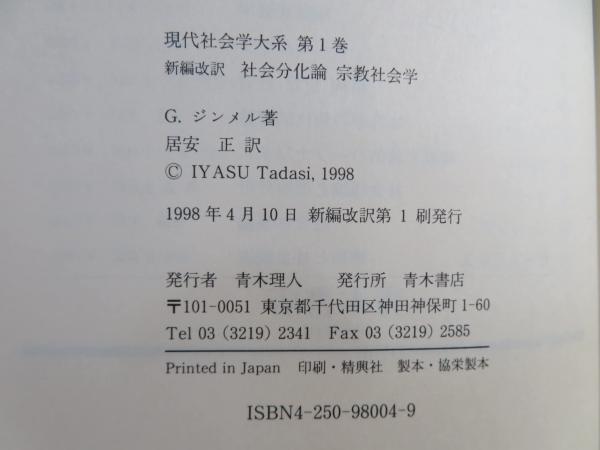 現代社会学大系 第1巻
新編改訳 社会分化論 宗教社会学
G. ジンメル著
居安 正 訳
© IYASU Tadasi, 1998
1998年4月10日 新編改訳第1刷発行
発行者 青木理人 発行所 青木書店
〒101-0051 東京都千代田区神田神保町1-60
Tel 03 (3219) 2341 Fax 03 (3219) 2585
Printed in Japan 印刷・精興社 製本・協栄製本
ISBN4-250-98004-9